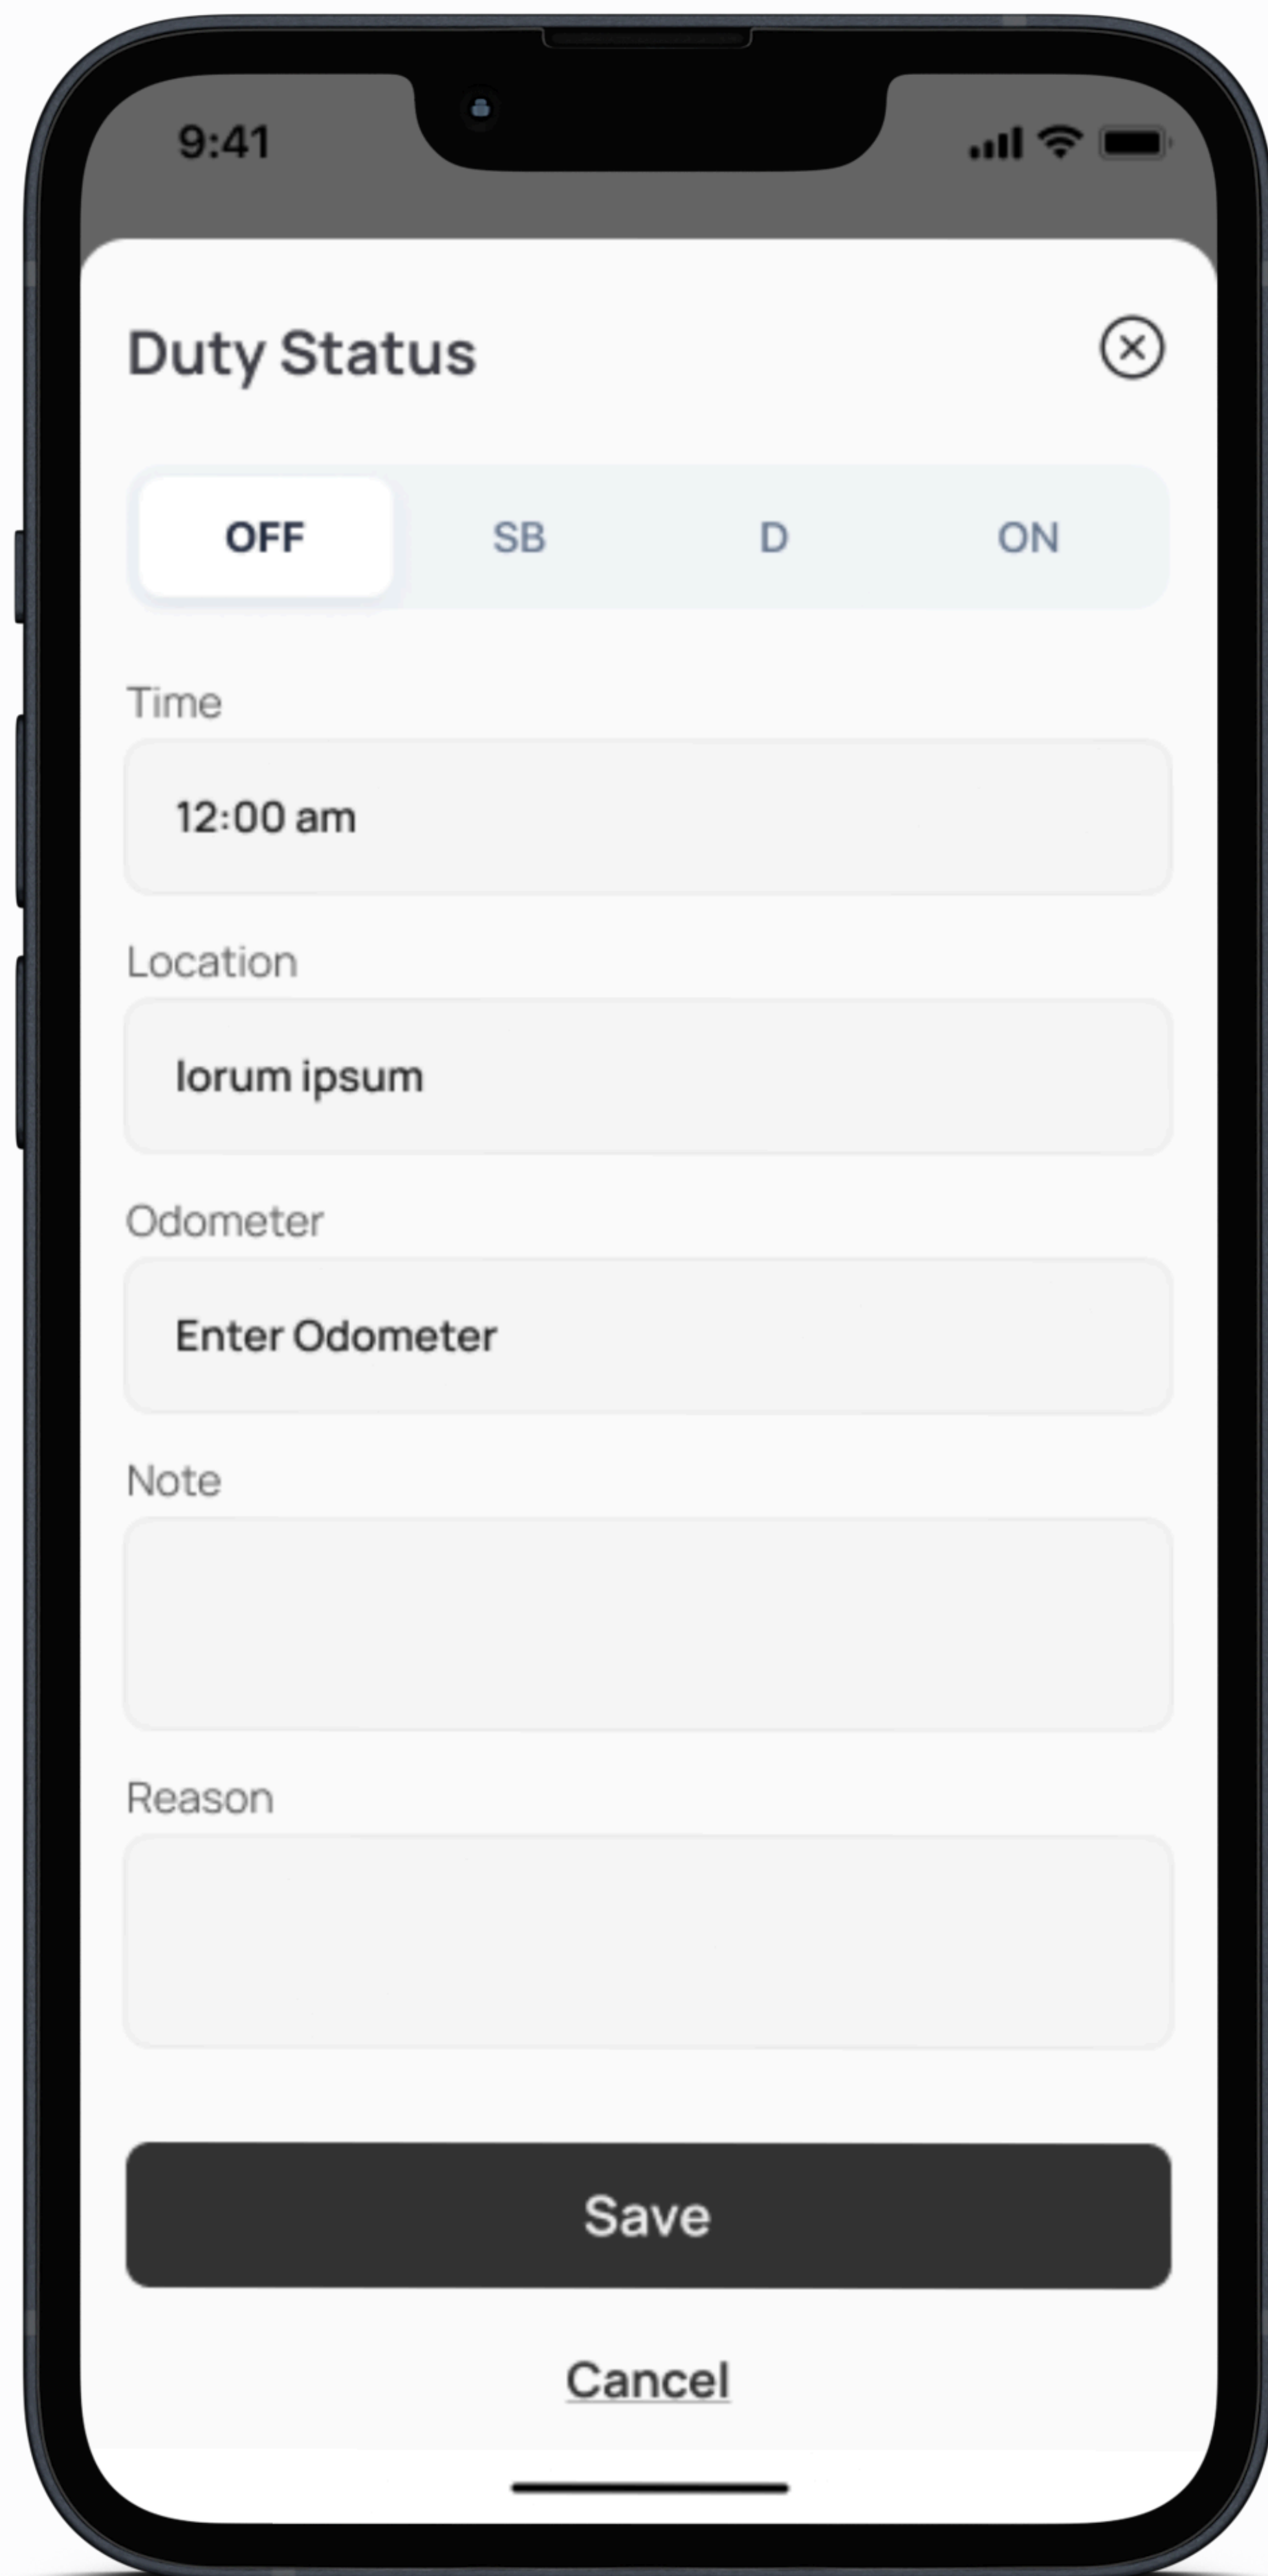 9:41
Duty Status
OFF SB D ON
Time
12:00 am
Location
lorum ipsum
Odometer
Enter Odometer
Note
Reason
Save
Cancel